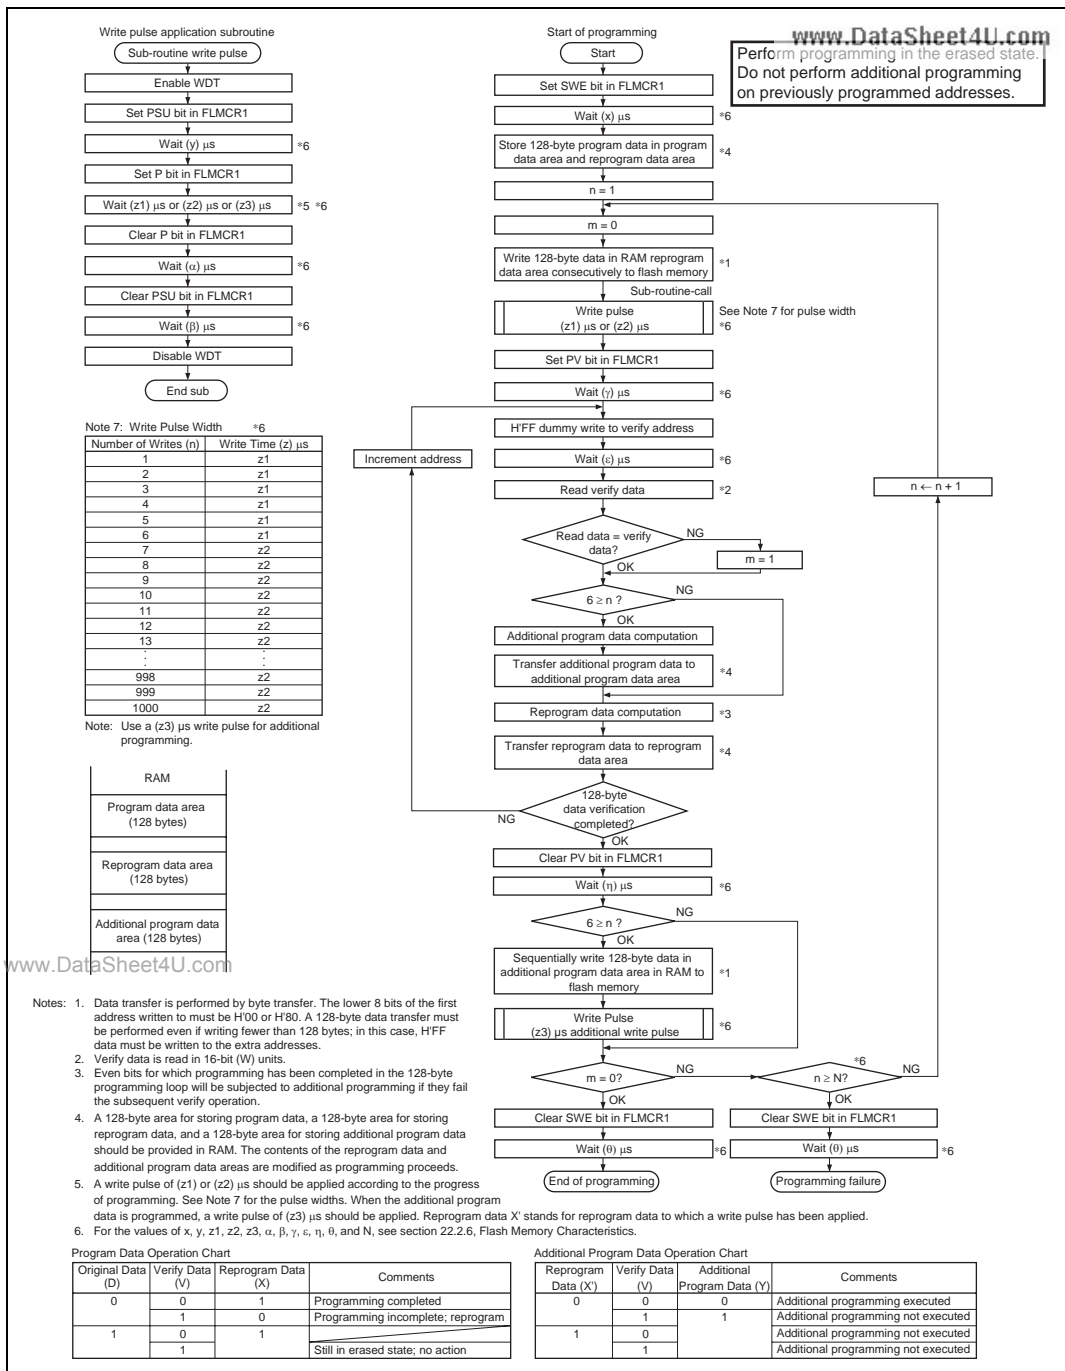 www.DataSheet4U.com
Perform programming in the erased state.
Do not perform additional programming
on previously programmed addresses.
Write pulse application subroutine
Sub-routine write pulse
Enable WDT
Set PSU bit in FLMCR1
Wait (y) µs
*6
Set P bit in FLMCR1
Wait (z1) µs or (z2) µs or (z3) µs
*5 *6
Clear P bit in FLMCR1
Wait (α) µs
*6
Clear PSU bit in FLMCR1
Wait (β) µs
*6
Disable WDT
End sub
Note 7: Write Pulse Width *6
Number of Writes (n) Write Time (z) µs
1 z1
2 z1
3 z1
4 z1
5 z1
6 z1
7 z2
8 z2
9 z2
10 z2
11 z2
12 z2
13 z2
: :
998 z2
999 z2
1000 z2
Note: Use a (z3) µs write pulse for additional
programming.
RAM
Program data area
(128 bytes)
Reprogram data area
(128 bytes)
Additional program data
area (128 bytes)
www.DataSheet4U.com
Start of programming
Start
Set SWE bit in FLMCR1
Wait (x) µs
*6
Store 128-byte program data in program
data area and reprogram data area
*4
n = 1
m = 0
Write 128-byte data in RAM reprogram
data area consecutively to flash memory
*1
Sub-routine-call
Write pulse
(z1) µs or (z2) µs
See Note 7 for pulse width
*6
Set PV bit in FLMCR1
Wait (γ) µs
*6
H'FF dummy write to verify address
Increment address
Wait (ε) µs
*6
Read verify data
*2
n ← n + 1
Read data = verify
data?
NG
m = 1
OK
6 ≥ n ?
NG
OK
Additional program data computation
Transfer additional program data to
additional program data area
*4
Reprogram data computation
*3
Transfer reprogram data to reprogram
data area
*4
128-byte
data verification
completed?
NG
OK
Clear PV bit in FLMCR1
Wait (η) µs
*6
6 ≥ n ?
NG
OK
Sequentially write 128-byte data in
additional program data area in RAM to
flash memory
*1
Write Pulse
(z3) µs additional write pulse
*6
m = 0?
NG
*6
n ≥ N?
NG
OK
OK
Clear SWE bit in FLMCR1
Clear SWE bit in FLMCR1
Wait (θ) µs
*6
Wait (θ) µs
*6
End of programming
Programming failure
Notes: 1. Data transfer is performed by byte transfer. The lower 8 bits of the first
address written to must be H'00 or H'80. A 128-byte data transfer must
be performed even if writing fewer than 128 bytes; in this case, H'FF
data must be written to the extra addresses.
2. Verify data is read in 16-bit (W) units.
3. Even bits for which programming has been completed in the 128-byte
programming loop will be subjected to additional programming if they fail
the subsequent verify operation.
4. A 128-byte area for storing program data, a 128-byte area for storing
reprogram data, and a 128-byte area for storing additional program data
should be provided in RAM. The contents of the reprogram data and
additional program data areas are modified as programming proceeds.
5. A write pulse of (z1) or (z2) µs should be applied according to the progress
of programming. See Note 7 for the pulse widths. When the additional program
data is programmed, a write pulse of (z3) µs should be applied. Reprogram data X' stands for reprogram data to which a write pulse has been applied.
6. For the values of x, y, z1, z2, z3, α, β, γ, ε, η, θ, and N, see section 22.2.6, Flash Memory Characteristics.
Program Data Operation Chart
Original Data (D) Verify Data (V) Reprogram Data (X) Comments
0 0 1 Programming completed
1 0 Programming incomplete; reprogram
1 0 1
1 Still in erased state; no action
Additional Program Data Operation Chart
Reprogram Data (X') Verify Data (V) Additional Program Data (Y) Comments
0 0 0 Additional programming executed
1 1 Additional programming not executed
1 0 Additional programming not executed
1 Additional programming not executed